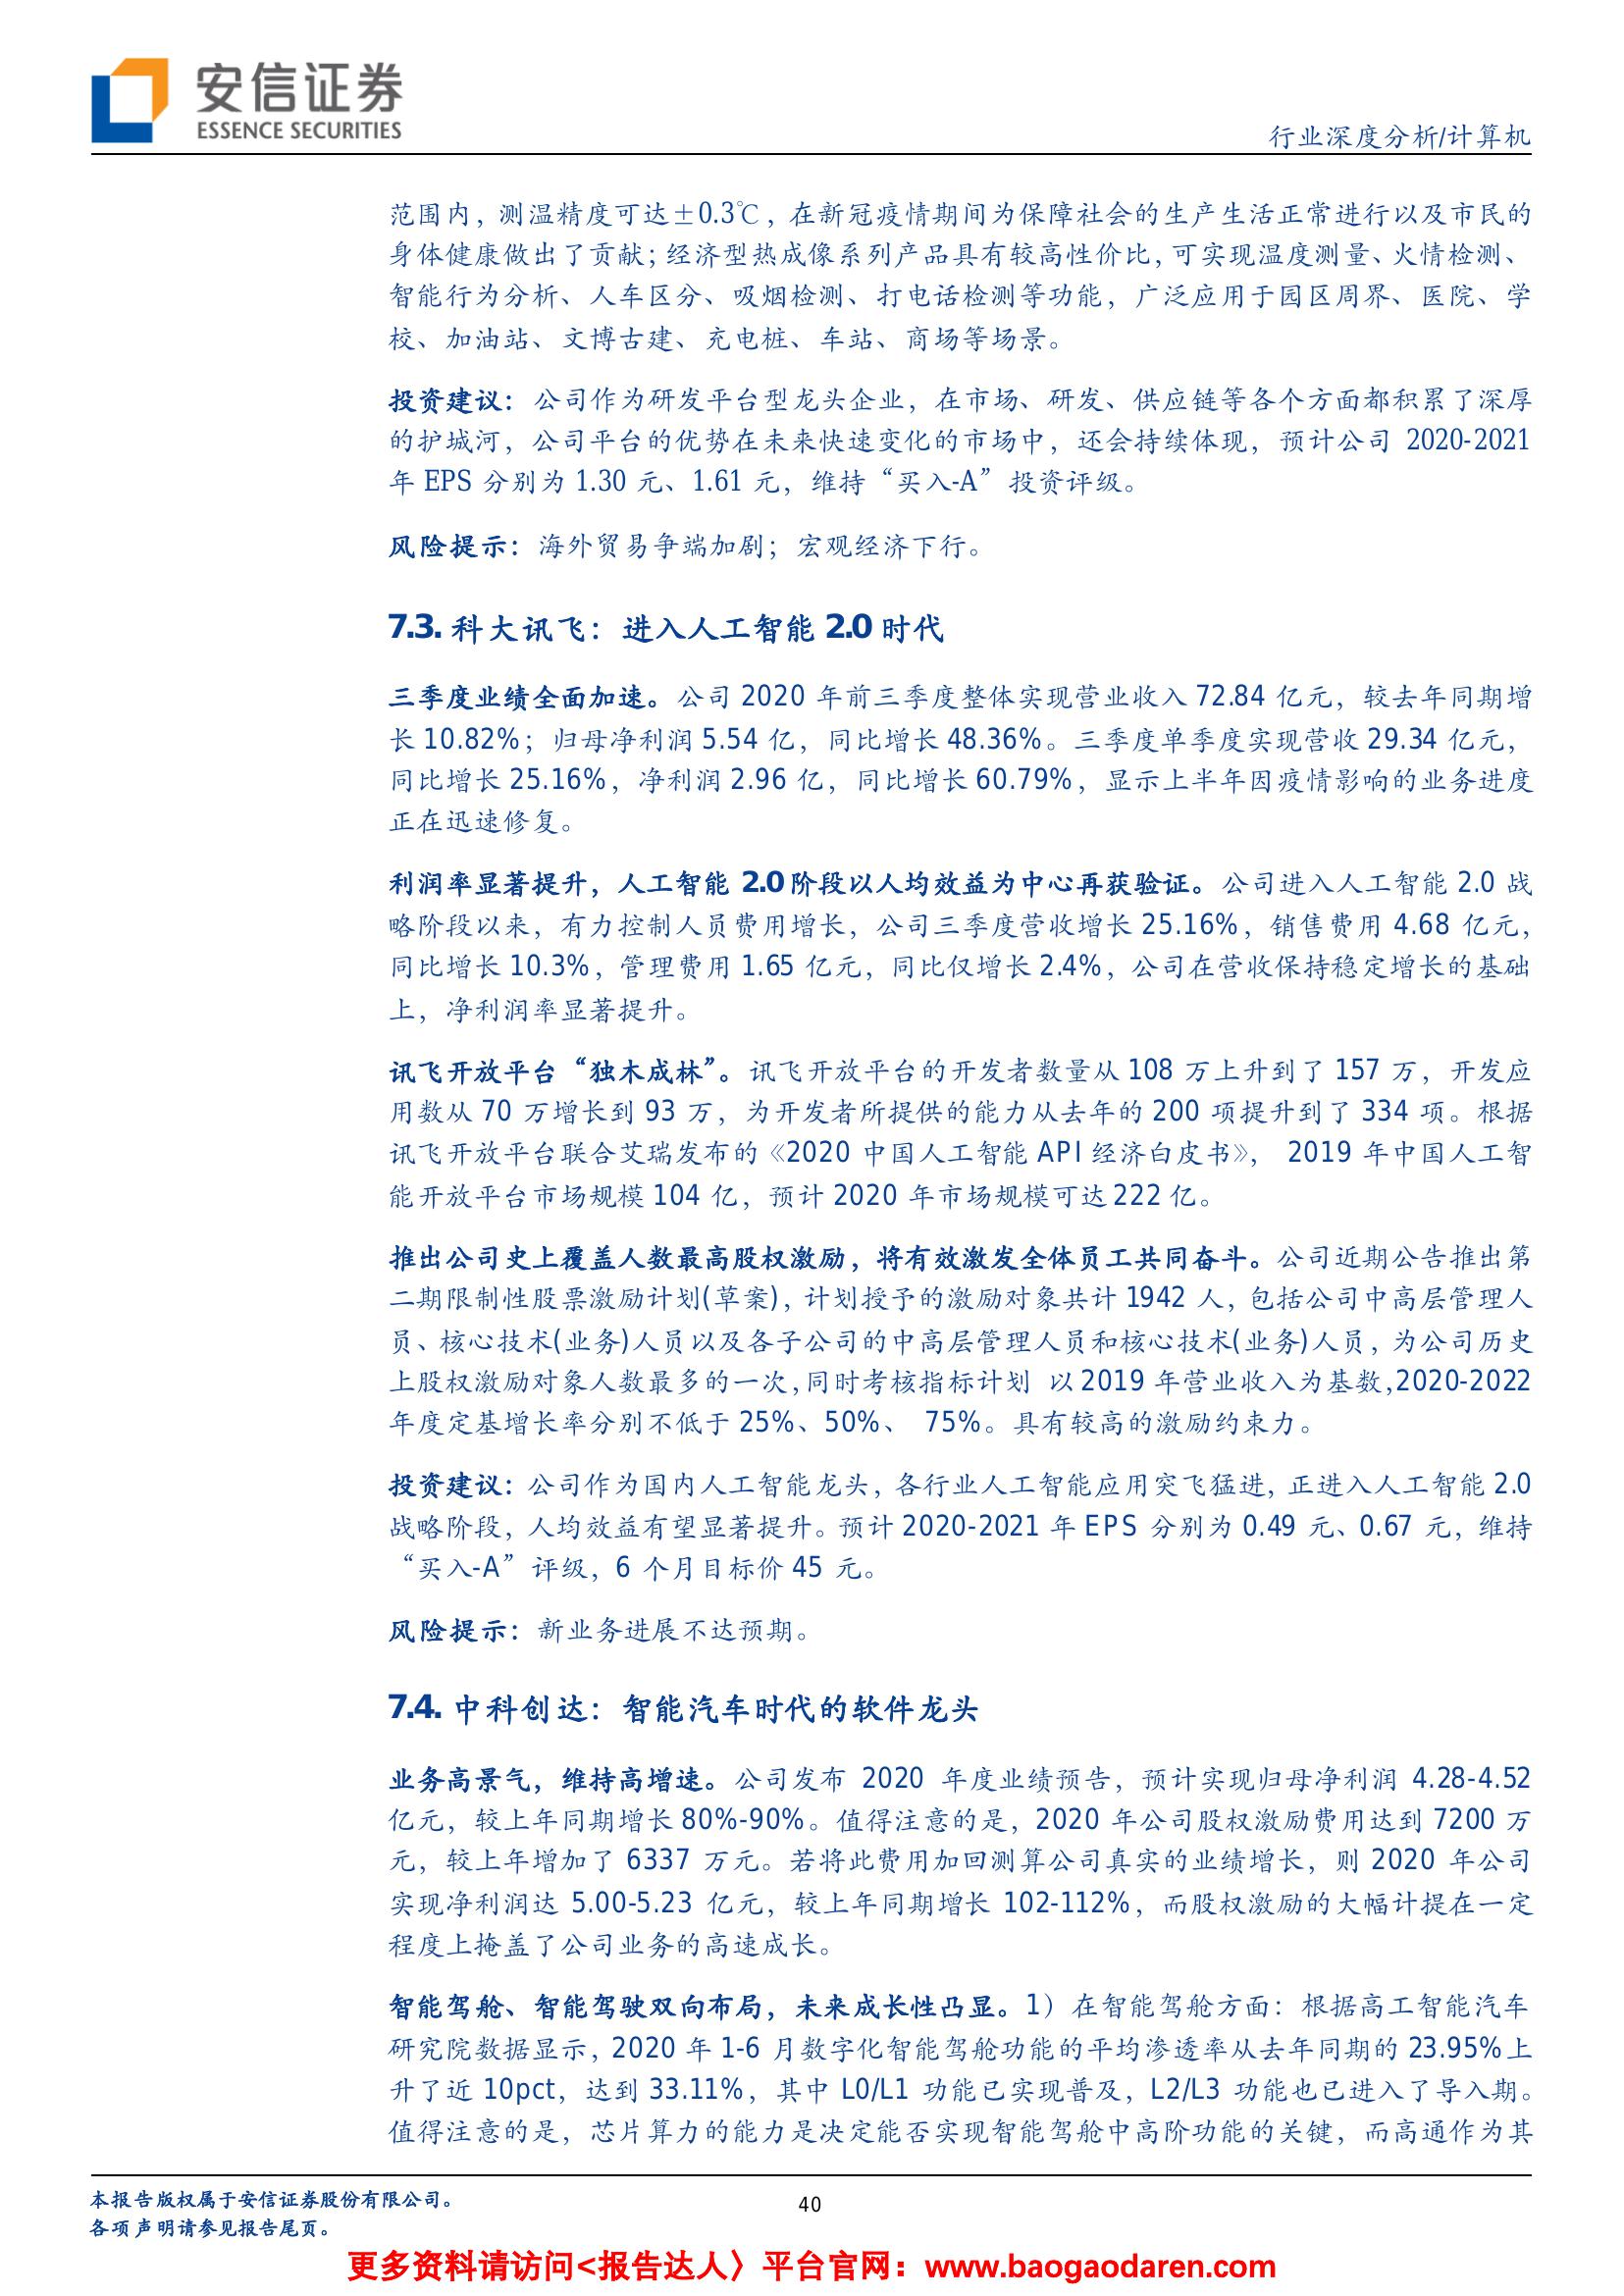 安信证券
ESSENCE SECURITIES
行业深度分析/计算机
范围内，测温精度可达±0.3℃，在新冠疫情期间为保障社会的生产生活正常进行以及市民的
身体健康做出了贡献；经济型热成像系列产品具有较高性价比，可实现温度测量、火情检测、
智能行为分析、人车区分、吸烟检测、打电话检测等功能，广泛应用于园区周界、医院、学
校、加油站、文博古建、充电桩、车站、商场等场景。
投资建议：公司作为研发平台型龙头企业，在市场、研发、供应链等各个方面都积累了深厚
的护城河，公司平台的优势在未来快速变化的市场中，还会持续体现，预计公司 2020-2021
年 EPS 分别为 1.30 元、1.61 元，维持“买入-A”投资评级。
风险提示：海外贸易争端加剧；宏观经济下行。
7.3. 科大讯飞：进入人工智能 2.0 时代
三季度业绩全面加速。公司 2020 年前三季度整体实现营业收入 72.84 亿元，较去年同期增
长 10.82%；归母净利润 5.54 亿，同比增长 48.36%。三季度单季度实现营收 29.34 亿元，
同比增长 25.16%，净利润 2.96 亿，同比增长 60.79%，显示上半年因疫情影响的业务进度
正在迅速修复。
利润率显著提升，人工智能 2.0 阶段以人均效益为中心再获验证。公司进入人工智能 2.0 战
略阶段以来，有力控制人员费用增长，公司三季度营收增长 25.16%，销售费用 4.68 亿元，
同比增长 10.3%，管理费用 1.65 亿元，同比仅增长 2.4%，公司在营收保持稳定增长的基础
上，净利润率显著提升。
讯飞开放平台“独木成林”。讯飞开放平台的开发者数量从 108 万上升到了 157 万，开发应
用数从 70 万增长到 93 万，为开发者所提供的能力从去年的 200 项提升到了 334 项。根据
讯飞开放平台联合艾瑞发布的《2020 中国人工智能 API 经济白皮书》， 2019 年中国人工智
能开放平台市场规模 104 亿，预计 2020 年市场规模可达 222 亿。
推出公司史上覆盖人数最高股权激励，将有效激发全体员工共同奋斗。公司近期公告推出第
二期限制性股票激励计划(草案)，计划授予的激励对象共计 1942 人，包括公司中高层管理人
员、核心技术(业务)人员以及各子公司的中高层管理人员和核心技术(业务)人员，为公司历史
上股权激励对象人数最多的一次,同时考核指标计划 以 2019 年营业收入为基数,2020-2022
年度定基增长率分别不低于 25%、50%、 75%。具有较高的激励约束力。
投资建议：公司作为国内人工智能龙头，各行业人工智能应用突飞猛进，正进入人工智能 2.0
战略阶段，人均效益有望显著提升。预计 2020-2021 年 EPS 分别为 0.49 元、0.67 元，维持
“买入-A”评级，6 个月目标价 45 元。
风险提示：新业务进展不达预期。
7.4. 中科创达：智能汽车时代的软件龙头
业务高景气，维持高增速。公司发布 2020 年度业绩预告，预计实现归母净利润 4.28-4.52
亿元，较上年同期增长 80%-90%。值得注意的是，2020 年公司股权激励费用达到 7200 万
元，较上年增加了 6337 万元。若将此费用加回测算公司真实的业绩增长，则 2020 年公司
实现净利润达 5.00-5.23 亿元，较上年同期增长 102-112%，而股权激励的大幅计提在一定
程度上掩盖了公司业务的高速成长。
智能驾舱、智能驾驶双向布局，未来成长性凸显。1）在智能驾舱方面：根据高工智能汽车
研究院数据显示，2020 年 1-6 月数字化智能驾舱功能的平均渗透率从去年同期的 23.95%上
升了近 10pct，达到 33.11%，其中 L0/L1 功能已实现普及，L2/L3 功能也已进入了导入期。
值得注意的是，芯片算力的能力是决定能否实现智能驾舱中高阶功能的关键，而高通作为其
本报告版权属于安信证券股份有限公司。
40
各项声明请参见报告尾页。
更多资料请访问<报告达人〉平台官网：www.baogaodaren.com